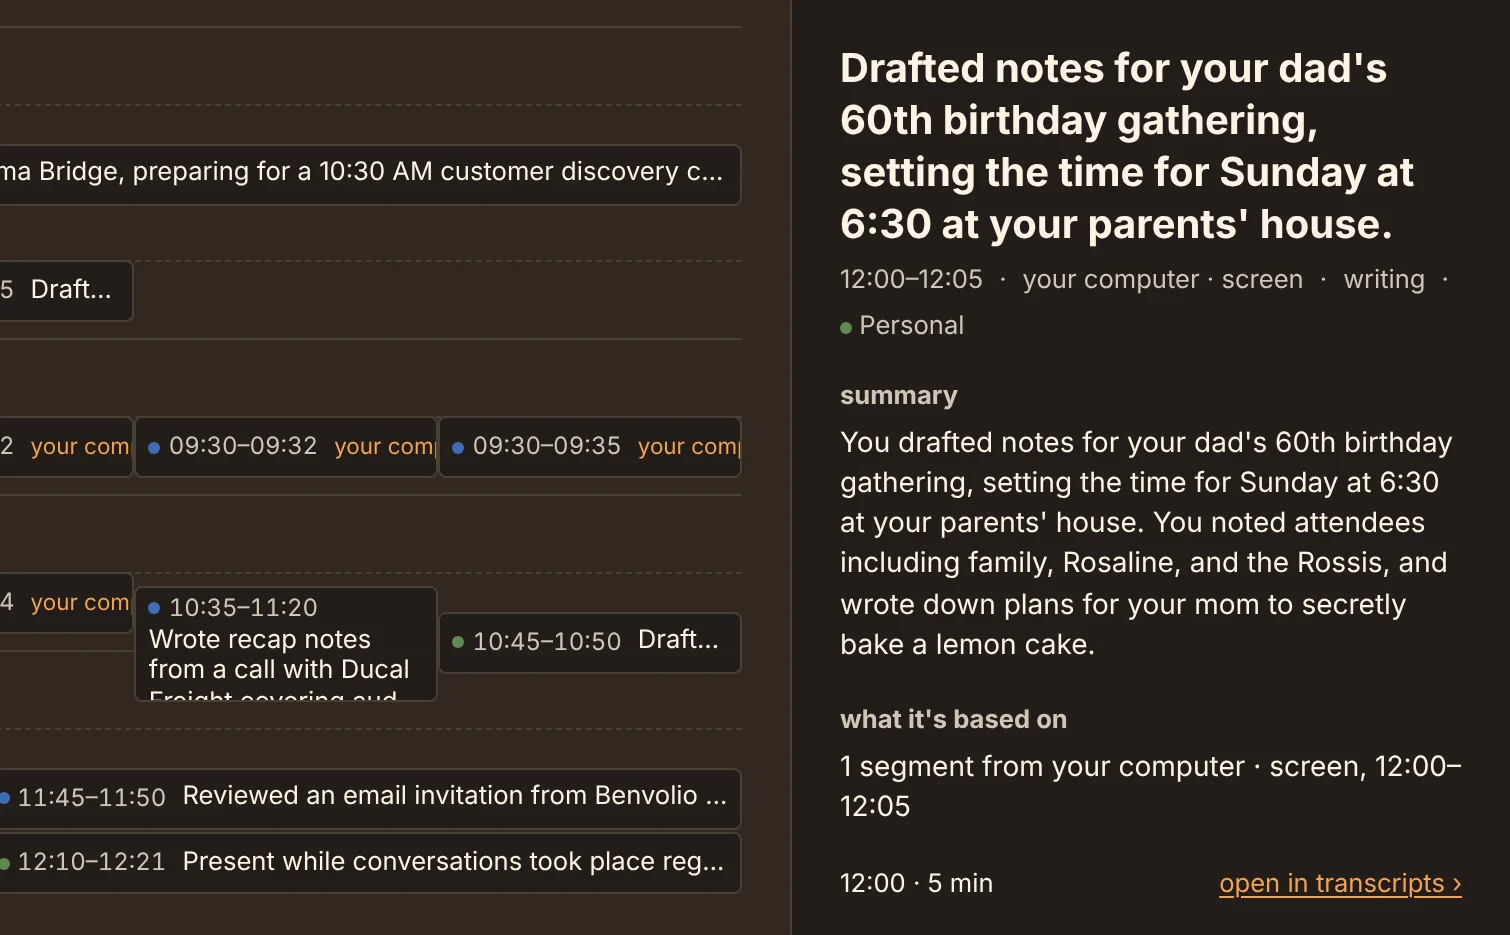 ma Bridge, preparing for a 10:30 AM customer discovery c...
5 Draft...
2 your com
09:30–09:32 your comp
09:30–09:35 your comp
4 your com
10:35–11:20
Wrote recap notes
from a call with Ducal
Freight covering aud
10:45–10:50 Draft...
11:45–11:50 Reviewed an email invitation from Benvolio ...
12:10–12:21 Present while conversations took place reg...
Drafted notes for your dad's
60th birthday gathering,
setting the time for Sunday at
6:30 at your parents' house.
12:00–12:05 · your computer · screen · writing ·
Personal
summary
You drafted notes for your dad's 60th birthday
gathering, setting the time for Sunday at 6:30
at your parents' house. You noted attendees
including family, Rosaline, and the Rossis, and
wrote down plans for your mom to secretly
bake a lemon cake.
what it's based on
1 segment from your computer · screen, 12:00–
12:05
12:00 · 5 min
open in transcripts ›